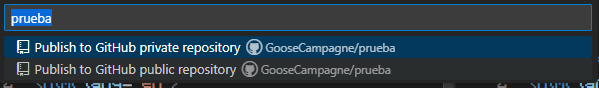 prueba
Publish to GitHub private repository GooseCampagne/prueba
Publish to GitHub public repository GooseCampagne/prueba